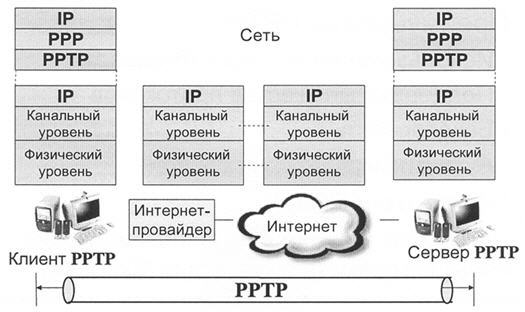 IP
PPP
PPTP
Сеть
IP
PPP
PPTP
IP
Канальный
уровень
Физический
уровень
IP
Канальный
уровень
Физический
уровень
IP
Канальный
уровень
Физический
уровень
IP
Канальный
уровень
Физический
уровень
Интернет-
провайдер
Интернет
Клиент PPTP
Сервер PPTP
PPTP